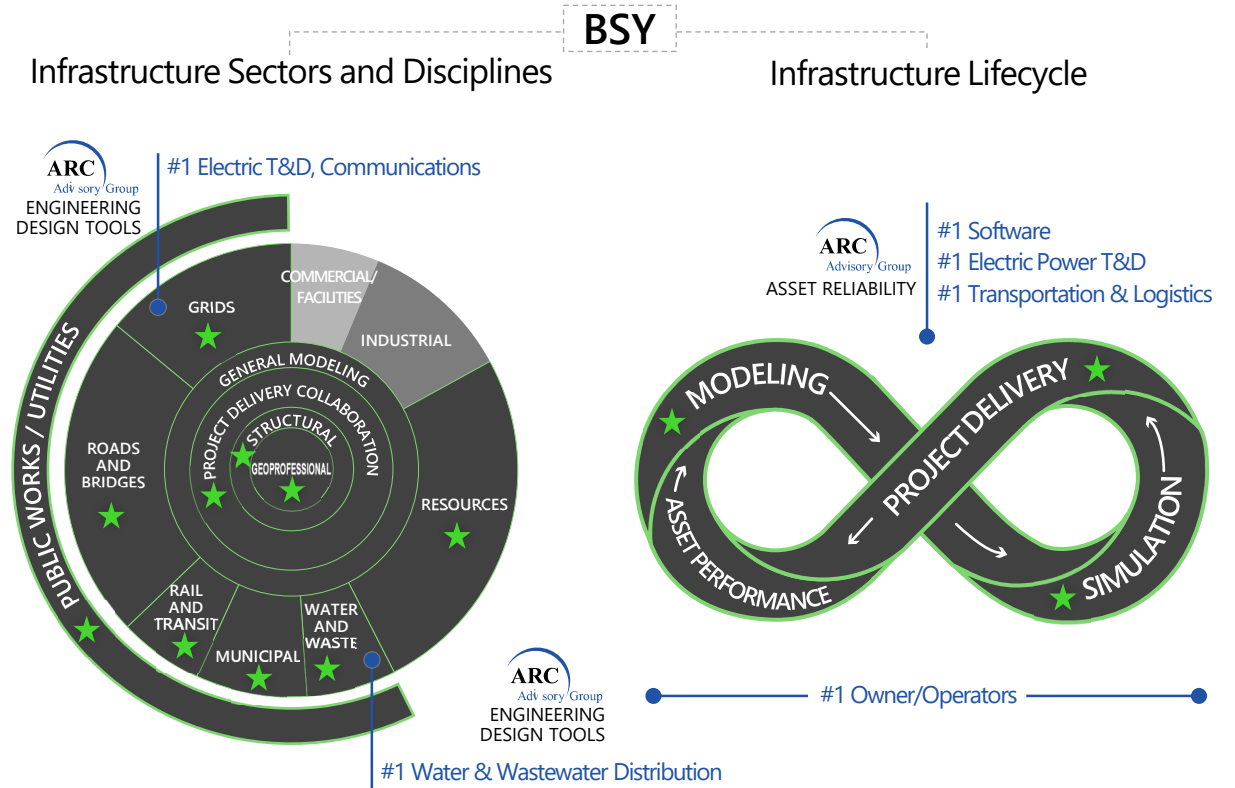 BSY
Infrastructure Sectors and Disciplines
Infrastructure Lifecycle
ARC
Advisory Group
ENGINEERING
DESIGN TOOLS
#1 Electric T&D, Communications
PUBLIC WORKS / UTILITIES
COMMERCIAL/
FACILITIES
INDUSTRIAL
GRIDS
GENERAL MODELING
PROJECT DELIVERY COLLABORATION
STRUCTURAL
GEOPROFESSIONAL
ROADS
AND
BRIDGES
RESOURCES
RAIL
AND
TRANSIT
MUNICIPAL
WATER
AND
WASTE
ARC
Advisory Group
ENGINEERING
DESIGN TOOLS
#1 Water & Wastewater Distribution
ARC
Advisory Group
ASSET RELIABILITY
#1 Software
#1 Electric Power T&D
#1 Transportation & Logistics
MODELING
PROJECT DELIVERY
ASSET PERFORMANCE
SIMULATION
#1 Owner/Operators